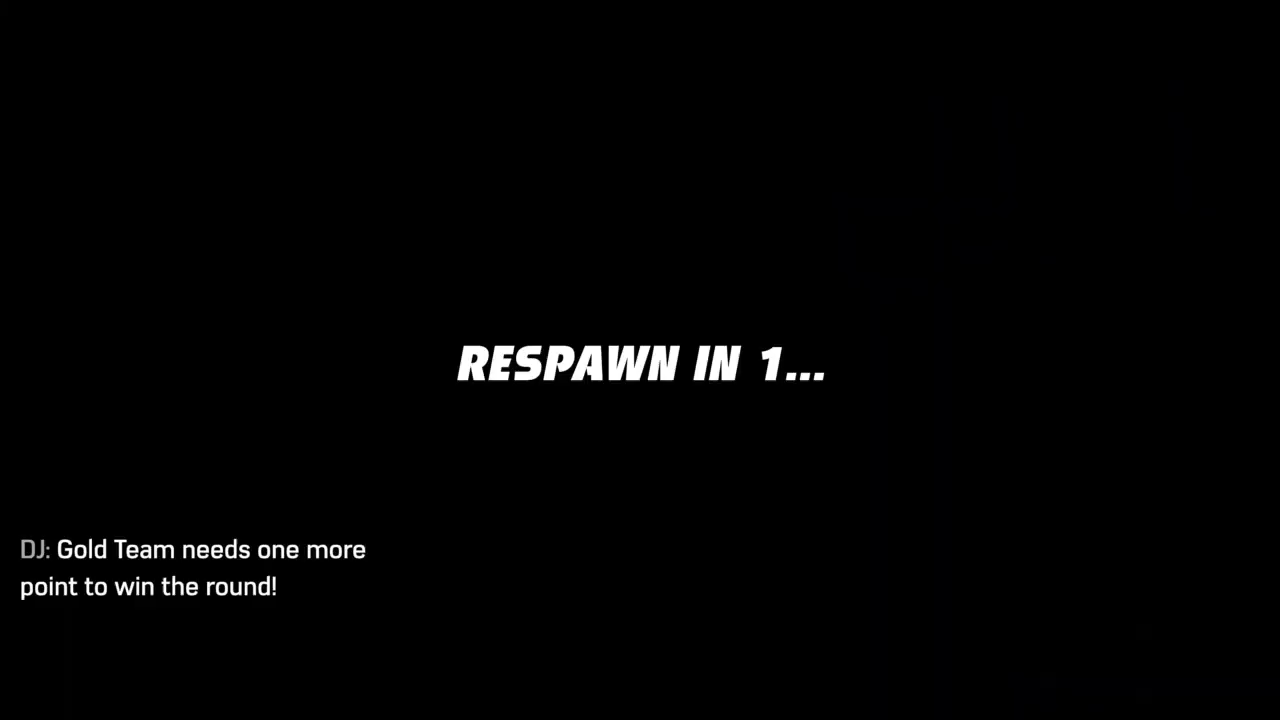 RESPAWN IN 1...
DJ: Gold Team needs one more
point to win the round!